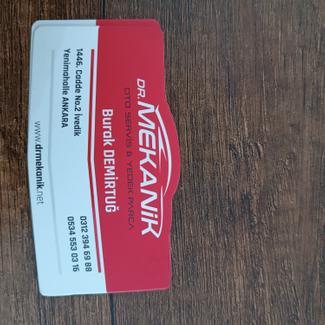 DR.MEKANİK
OTO SERVİS & YEDEK PARÇA
Burak DEMİRTUĞ
1446. Cadde No.2 İvedik
Yenimahalle ANKARA
0312 394 69 88
0534 553 03 16
www.drmekanik.net